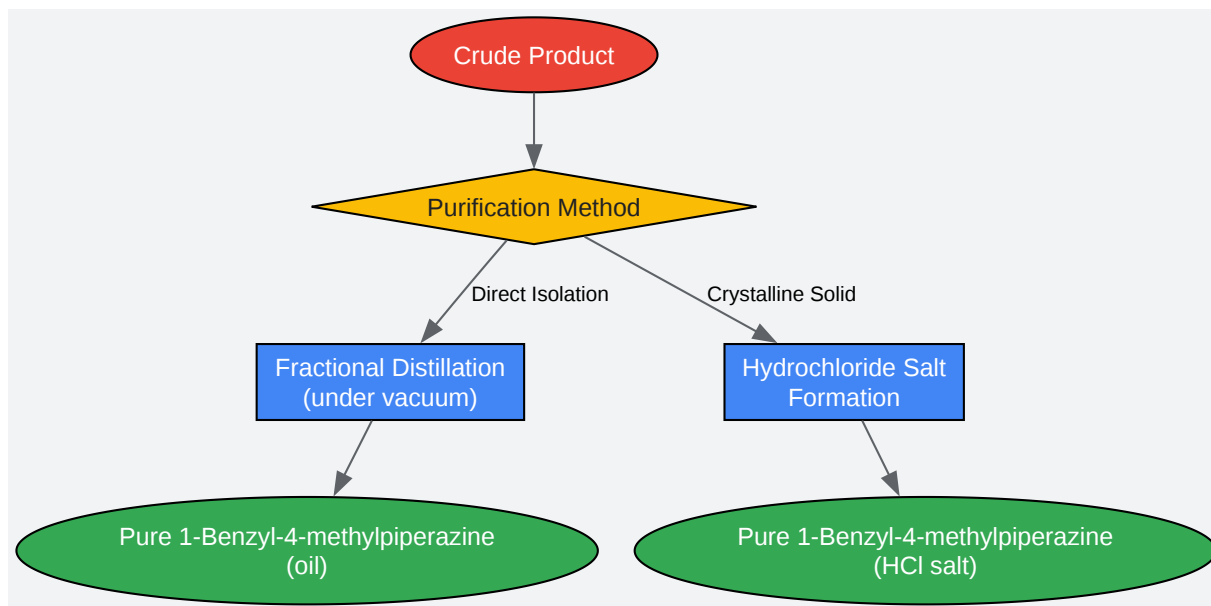 Crude Product
Purification Method
Direct Isolation
Crystalline Solid
Fractional Distillation
(under vacuum)
Hydrochloride Salt
Formation
Pure 1-Benzyl-4-methylpiperazine
(oil)
Pure 1-Benzyl-4-methylpiperazine
(HCl salt)